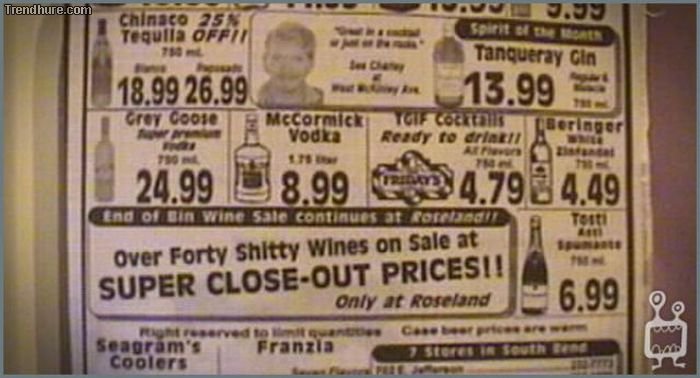 Trendhure.com
9.99
Chinaco 25%
Tequila OFF!!
750 ml.
Blanco Reposado
18.99 26.99
"Great in a cocktail
or just on the rocks."
See Charley
at
West McKinley Ave.
Spirit of the Month
Tanqueray Gin
13.99
750 ml.
Grey Goose
Super premium
Vodka
750 ml.
24.99
McCormick
Vodka
1.75 liter
8.99
TGIF Cocktails
Ready to drink!!
All Flavors
750 ml.
FRIDAY'S
4.79
Beringer
White
Zinfandel
750 ml.
4.49
End of Bin Wine Sale continues at Roseland!!
Over Forty Shitty Wines on Sale at
SUPER CLOSE-OUT PRICES!!
Only at Roseland
Tosti
Asti
Spumante
750 ml.
6.99
Right reserved to limit quantities Case beer prices are warm
Seagram's
Coolers
Franzia
Seven Flavors
7 Stores in South Bend
702 E. Jefferson